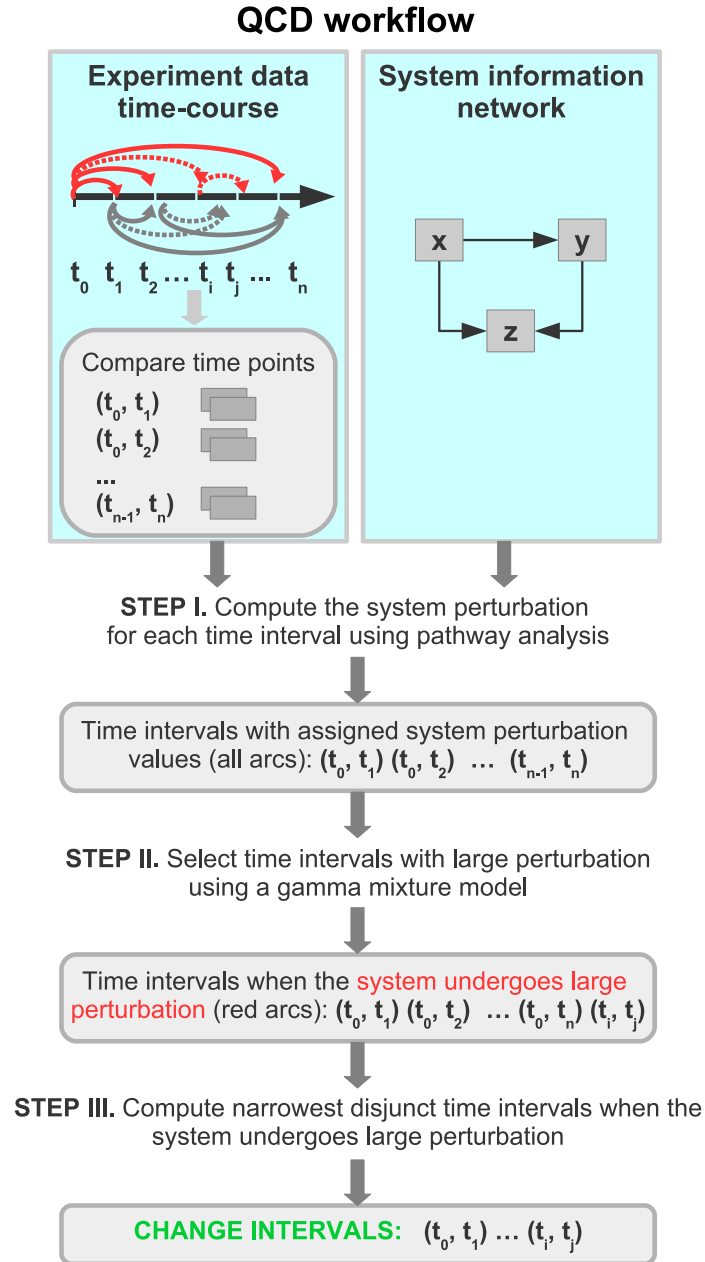 QCD workflow
Experiment data
time-course
t0 t1 t2 ... ti tj ... tn
Compare time points
(t0, t1)
(t0, t2)
...
(tn-1, tn)
System information
network
x
y
z
STEP I. Compute the system perturbation
for each time interval using pathway analysis
Time intervals with assigned system perturbation
values (all arcs): (t0, t1) (t0, t2) ... (tn-1, tn)
STEP II. Select time intervals with large perturbation
using a gamma mixture model
Time intervals when the system undergoes large
perturbation (red arcs): (t0, t1) (t0, t2) ... (t0, tn) (ti, tj)
STEP III. Compute narrowest disjunct time intervals when the
system undergoes large perturbation
CHANGE INTERVALS: (t0, t1) ... (ti, tj)